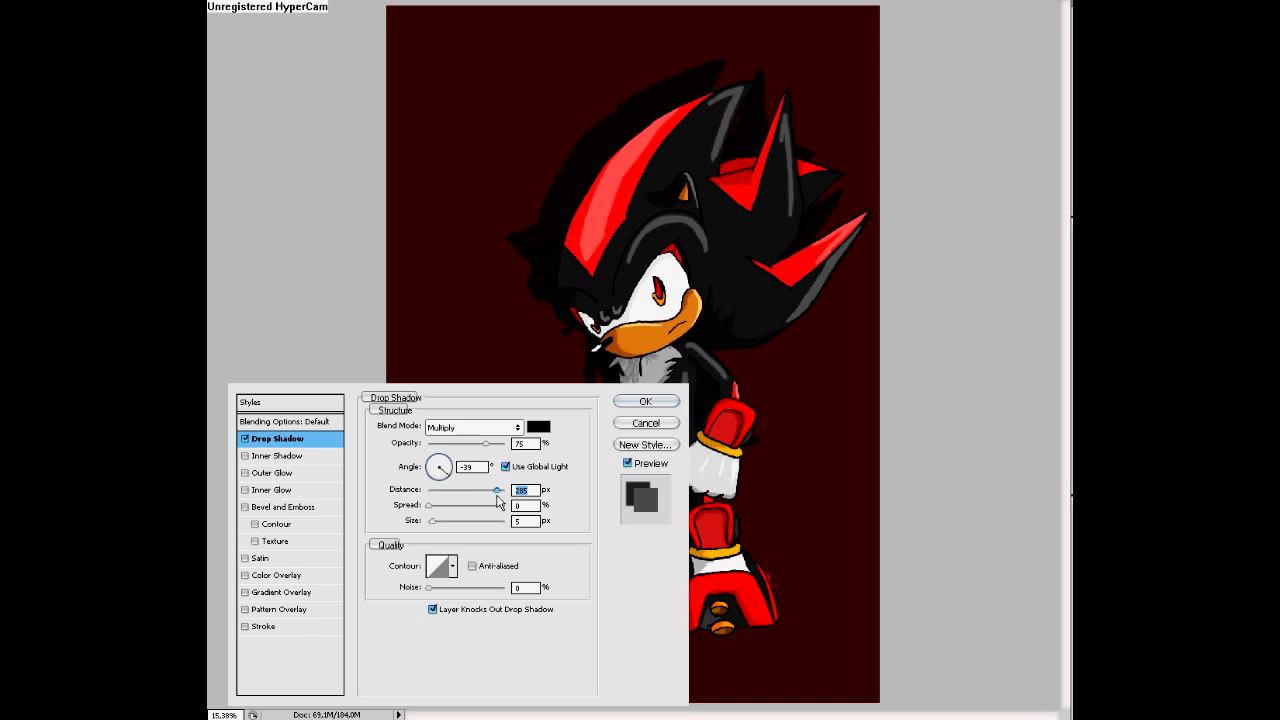 Unregistered HyperCam
Styles
Blending Options: Default
Drop Shadow
Inner Shadow
Outer Glow
Inner Glow
Bevel and Emboss
Contour
Texture
Satin
Color Overlay
Gradient Overlay
Pattern Overlay
Stroke
Drop Shadow
Structure
Blend Mode: Multiply
Opacity: 75 %
Angle: -39 ° Use Global Light
Distance: 285 px
Spread: 0 %
Size: 5 px
Quality
Contour: Anti-aliased
Noise: 0 %
Layer Knocks Out Drop Shadow
OK
Cancel
New Style...
Preview
15,38% Doc: 69,1M/184,0M